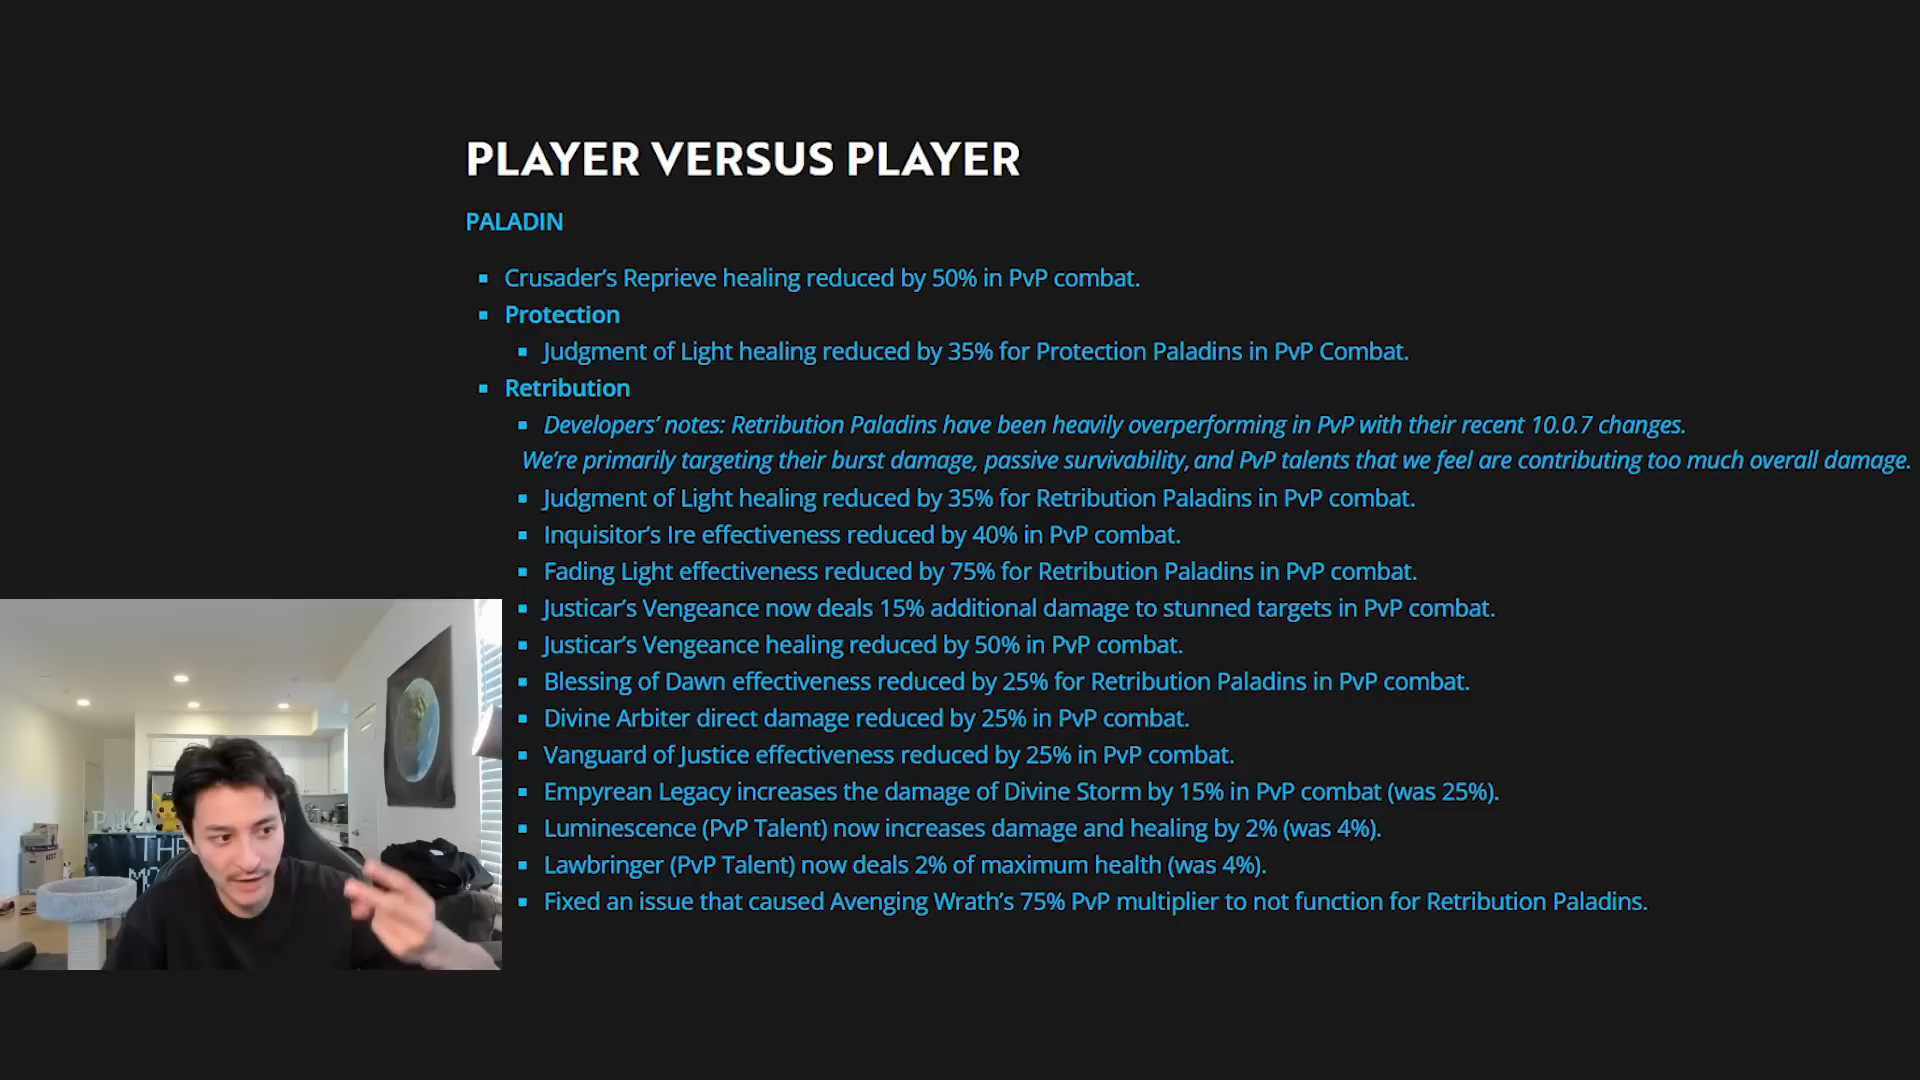 PLAYER VERSUS PLAYER
PALADIN
Crusader’s Reprieve healing reduced by 50% in PvP combat.
Protection
Judgment of Light healing reduced by 35% for Protection Paladins in PvP Combat.
Retribution
Developers’ notes: Retribution Paladins have been heavily overperforming in PvP with their recent 10.0.7 changes.
We’re primarily targeting their burst damage, passive survivability, and PvP talents that we feel are contributing too much overall damage.
Judgment of Light healing reduced by 35% for Retribution Paladins in PvP combat.
Inquisitor’s Ire effectiveness reduced by 40% in PvP combat.
Fading Light effectiveness reduced by 75% for Retribution Paladins in PvP combat.
Justicar’s Vengeance now deals 15% additional damage to stunned targets in PvP combat.
Justicar’s Vengeance healing reduced by 50% in PvP combat.
Blessing of Dawn effectiveness reduced by 25% for Retribution Paladins in PvP combat.
Divine Arbiter direct damage reduced by 25% in PvP combat.
Vanguard of Justice effectiveness reduced by 25% in PvP combat.
Empyrean Legacy increases the damage of Divine Storm by 15% in PvP combat (was 25%).
Luminescence (PvP Talent) now increases damage and healing by 2% (was 4%).
Lawbringer (PvP Talent) now deals 2% of maximum health (was 4%).
Fixed an issue that caused Avenging Wrath’s 75% PvP multiplier to not function for Retribution Paladins.
THE